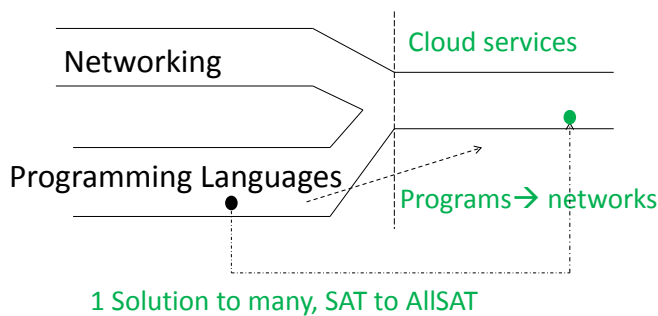 Cloud services
Networking
Programming Languages
Programs→ networks
1 Solution to many, SAT to AllSAT